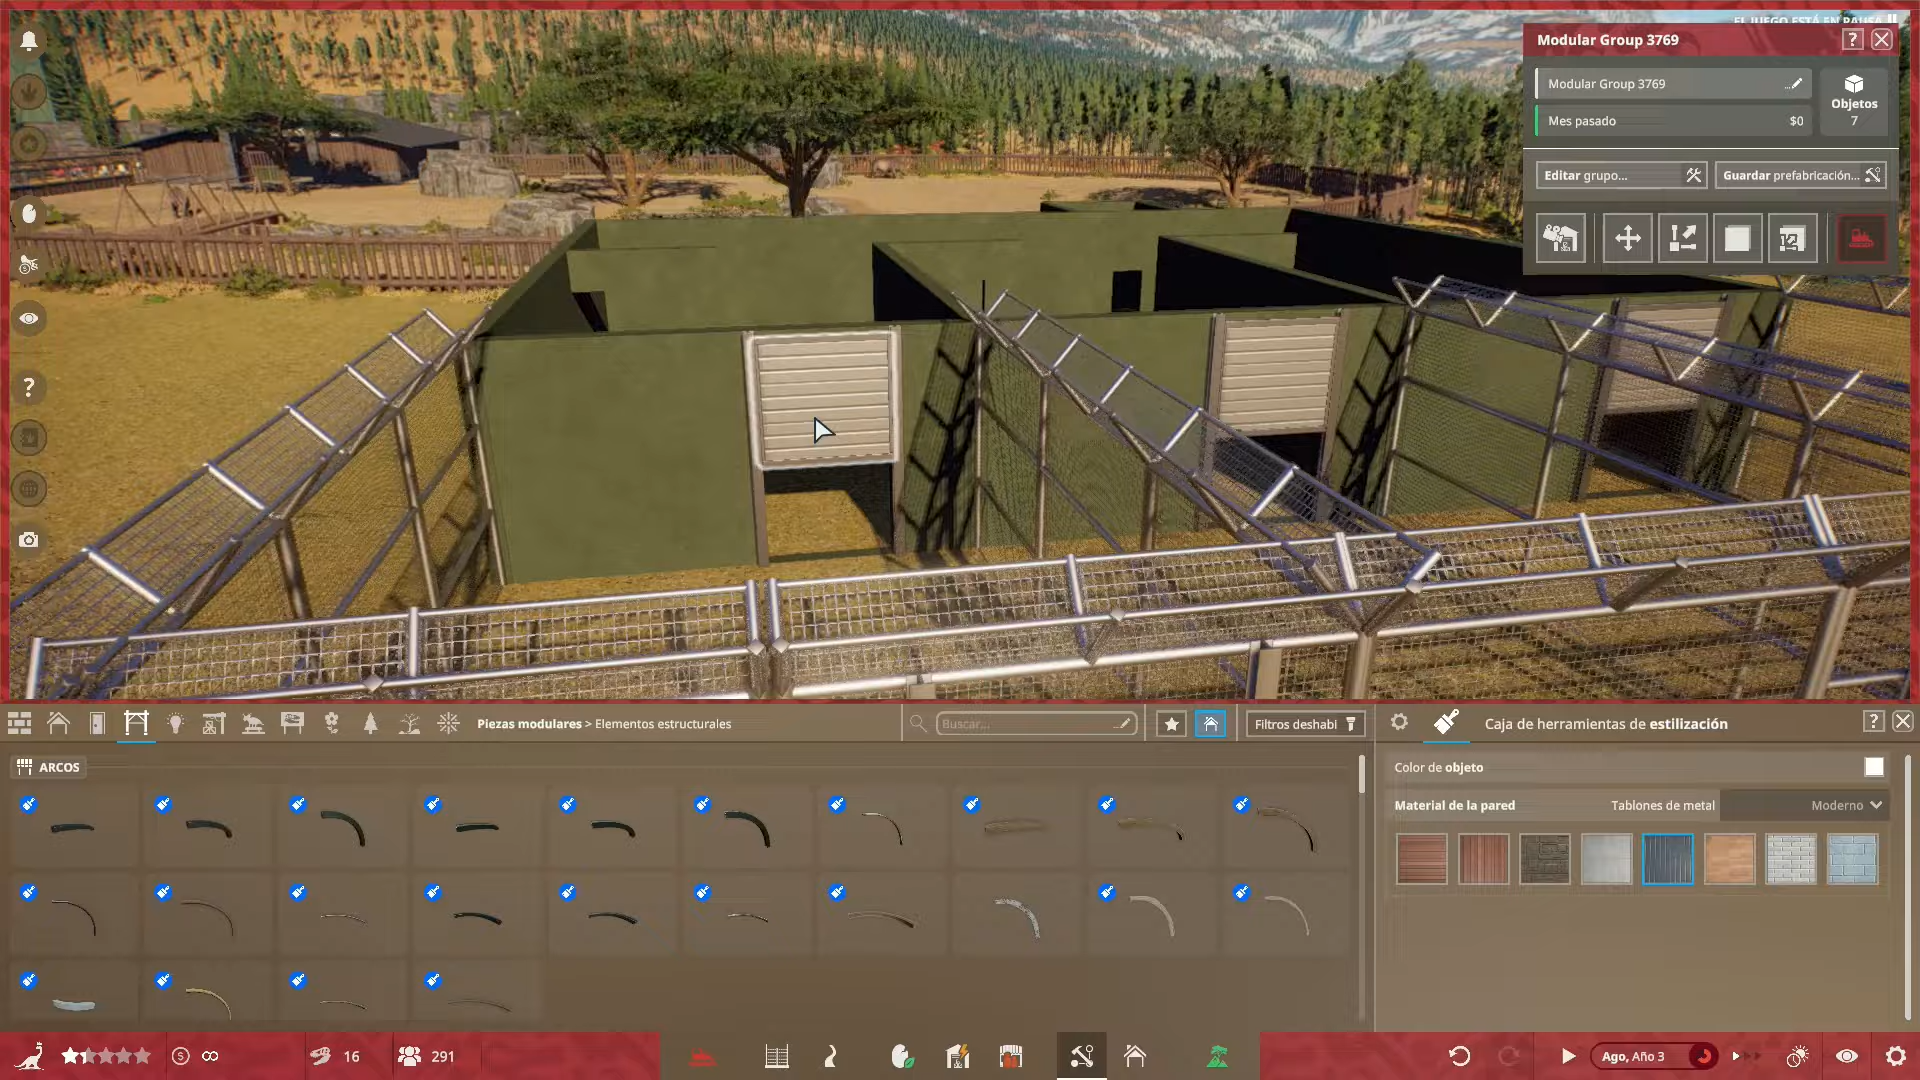 EL JUEGO ESTÁ EN PAUSA
Modular Group 3769
?
Modular Group 3769
Objetos
7
Mes pasado $0
Editar grupo...
Guardar prefabricación...
?
Piezas modulares > Elementos estructurales
Buscar...
Filtros deshabi
Caja de herramientas de estilización
?
ARCOS
Color de objeto
Material de la pared Tablones de metal Moderno
∞
16
291
Ago, Año 3